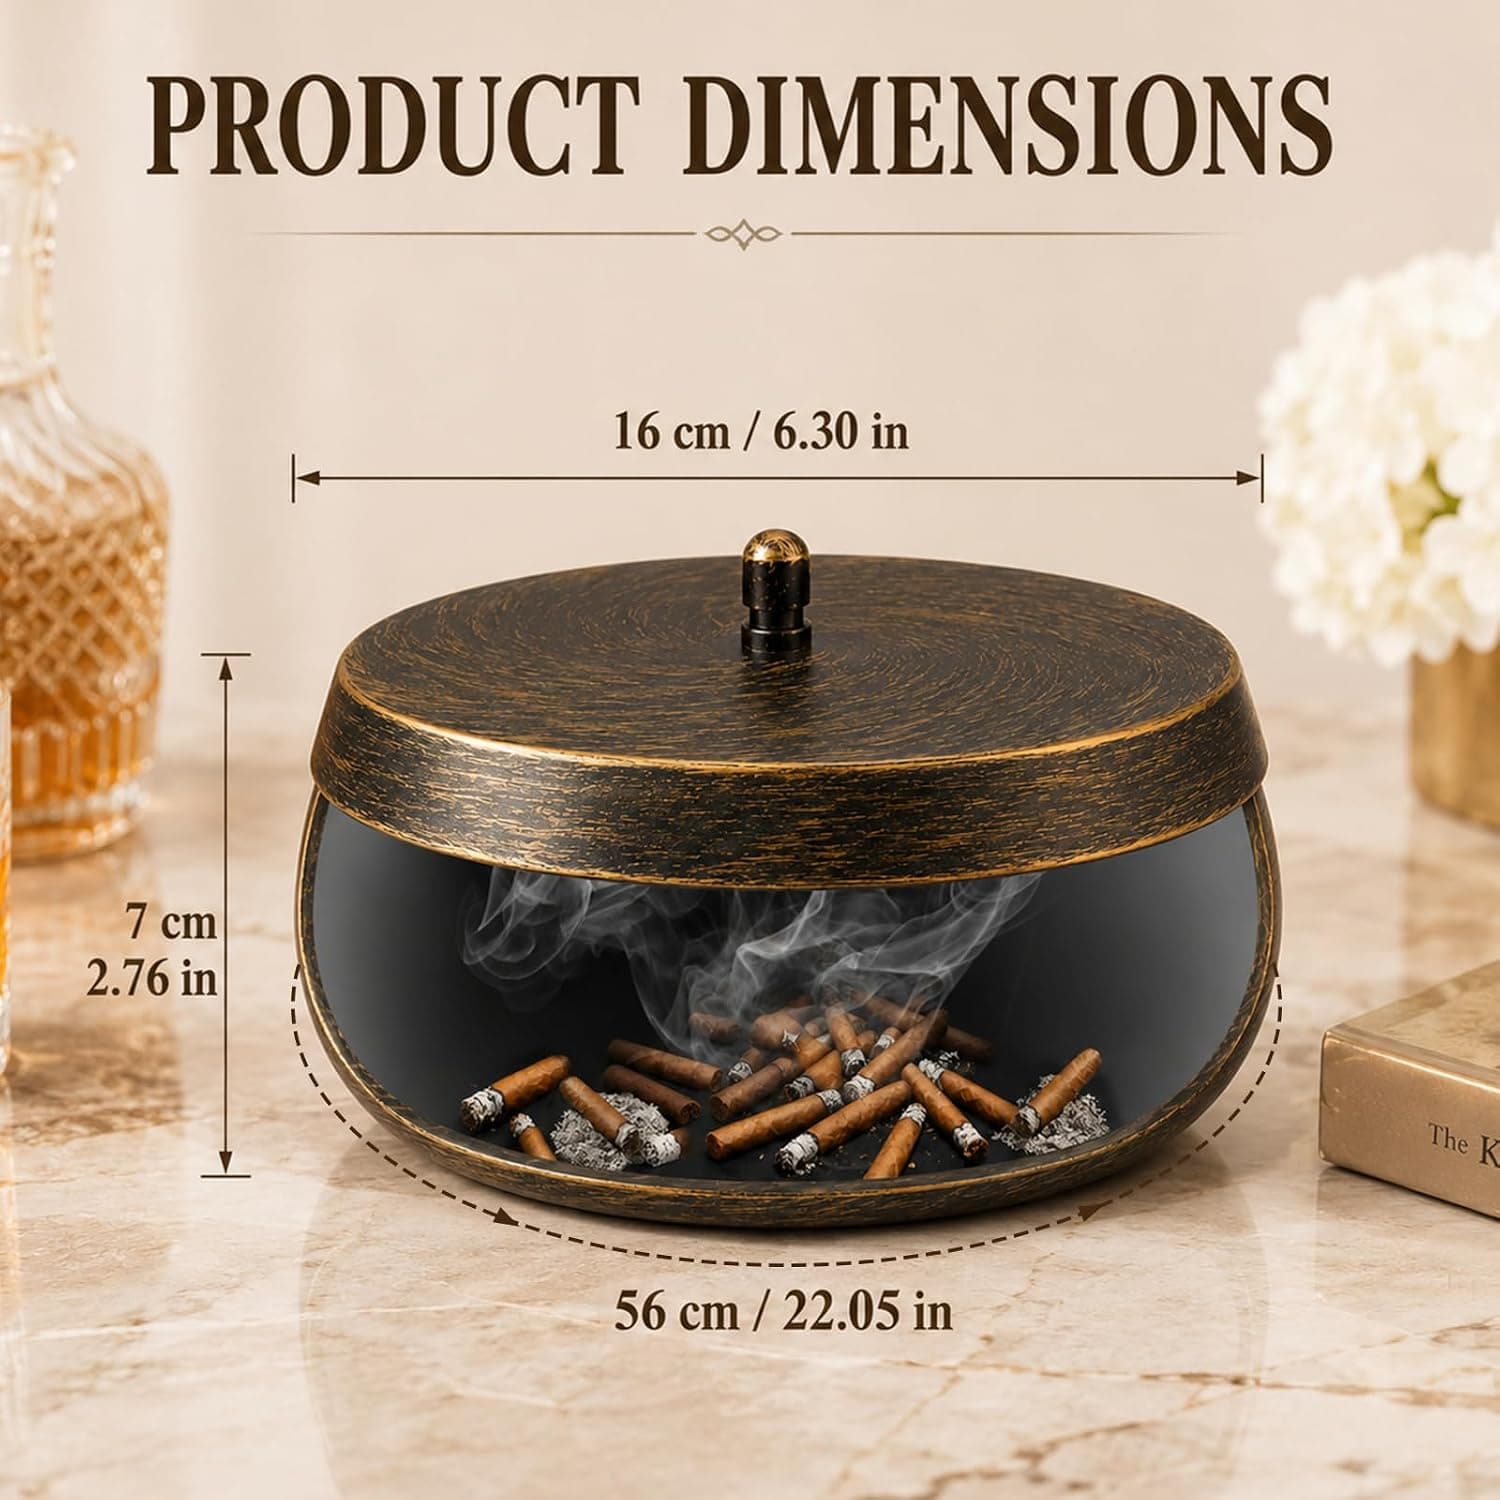 PRODUCT DIMENSIONS
16 cm / 6.30 in
7 cm
2.76 in
56 cm / 22.05 in
The